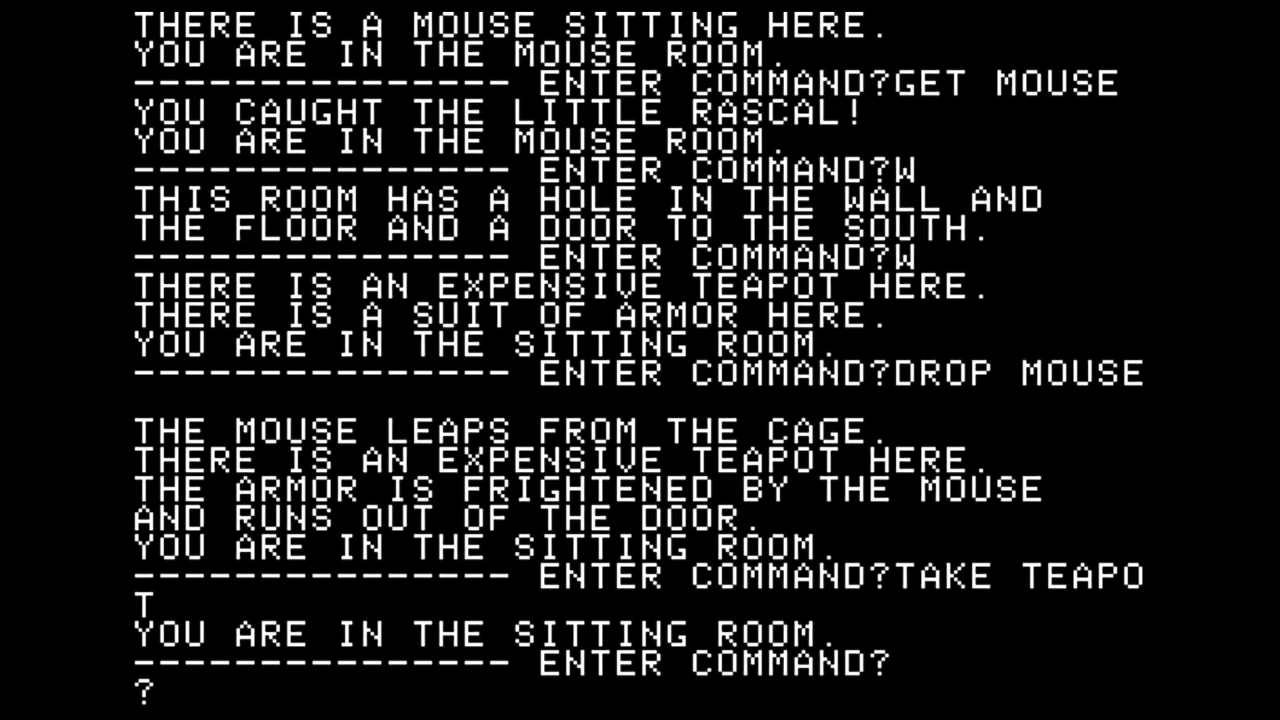 THERE IS A MOUSE SITTING HERE.
YOU ARE IN THE MOUSE ROOM.
--------------- ENTER COMMAND?GET MOUSE
YOU CAUGHT THE LITTLE RASCAL!
YOU ARE IN THE MOUSE ROOM.
--------------- ENTER COMMAND?W
THIS ROOM HAS A HOLE IN THE WALL AND
THE FLOOR AND A DOOR TO THE SOUTH.
--------------- ENTER COMMAND?W
THERE IS AN EXPENSIVE TEAPOT HERE.
THERE IS A SUIT OF ARMOR HERE.
YOU ARE IN THE SITTING ROOM.
--------------- ENTER COMMAND?DROP MOUSE
THE MOUSE LEAPS FROM THE CAGE.
THERE IS AN EXPENSIVE TEAPOT HERE.
THE ARMOR IS FRIGHTENED BY THE MOUSE
AND RUNS OUT OF THE DOOR.
YOU ARE IN THE SITTING ROOM.
--------------- ENTER COMMAND?TAKE TEAPO
T
YOU ARE IN THE SITTING ROOM.
--------------- ENTER COMMAND?
?